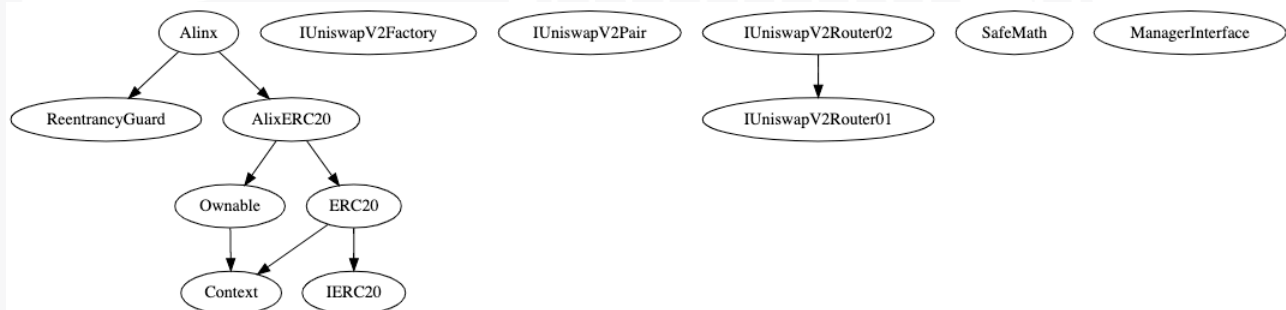 Alinx
IUniswapV2Factory
IUniswapV2Pair
IUniswapV2Router02
SafeMath
ManagerInterface
ReentrancyGuard
AlixERC20
IUniswapV2Router01
Ownable
ERC20
Context
IERC20